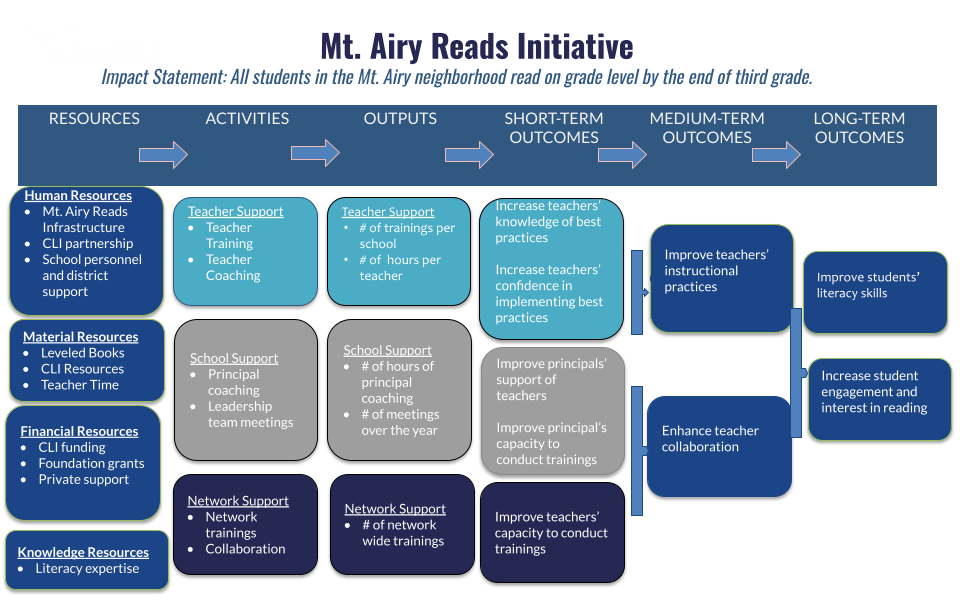 Mt. Airy Reads Initiative
Impact Statement: All students in the Mt. Airy neighborhood read on grade level by the end of third grade.
RESOURCES
ACTIVITIES
OUTPUTS
SHORT-TERM
OUTCOMES
MEDIUM-TERM
OUTCOMES
LONG-TERM
OUTCOMES
Human Resources
• Mt. Airy Reads
Infrastructure
• CLI partnership
• School personnel
and district
support
Material Resources
• Leveled Books
• CLI Resources
• Teacher Time
Financial Resources
• CLI funding
• Foundation grants
• Private support
Knowledge Resources
• Literacy expertise
Teacher Support
• Teacher
Training
• Teacher
Coaching
School Support
• Principal
coaching
• Leadership
team meetings
Network Support
• Network
trainings
• Collaboration
Teacher Support
• # of trainings per
school
• # of hours per
teacher
School Support
• # of hours of
principal
coaching
• # of meetings
over the year
Network Support
• # of network
wide trainings
Increase teachers'
knowledge of best
practices
Increase teachers'
confidence in
implementing best
practices
Improve principals'
support of
teachers
Improve principal's
capacity to
conduct trainings
Improve teachers'
capacity to conduct
trainings
Improve teachers'
instructional
practices
Enhance teacher
collaboration
Improve students'
literacy skills
Increase student
engagement and
interest in reading